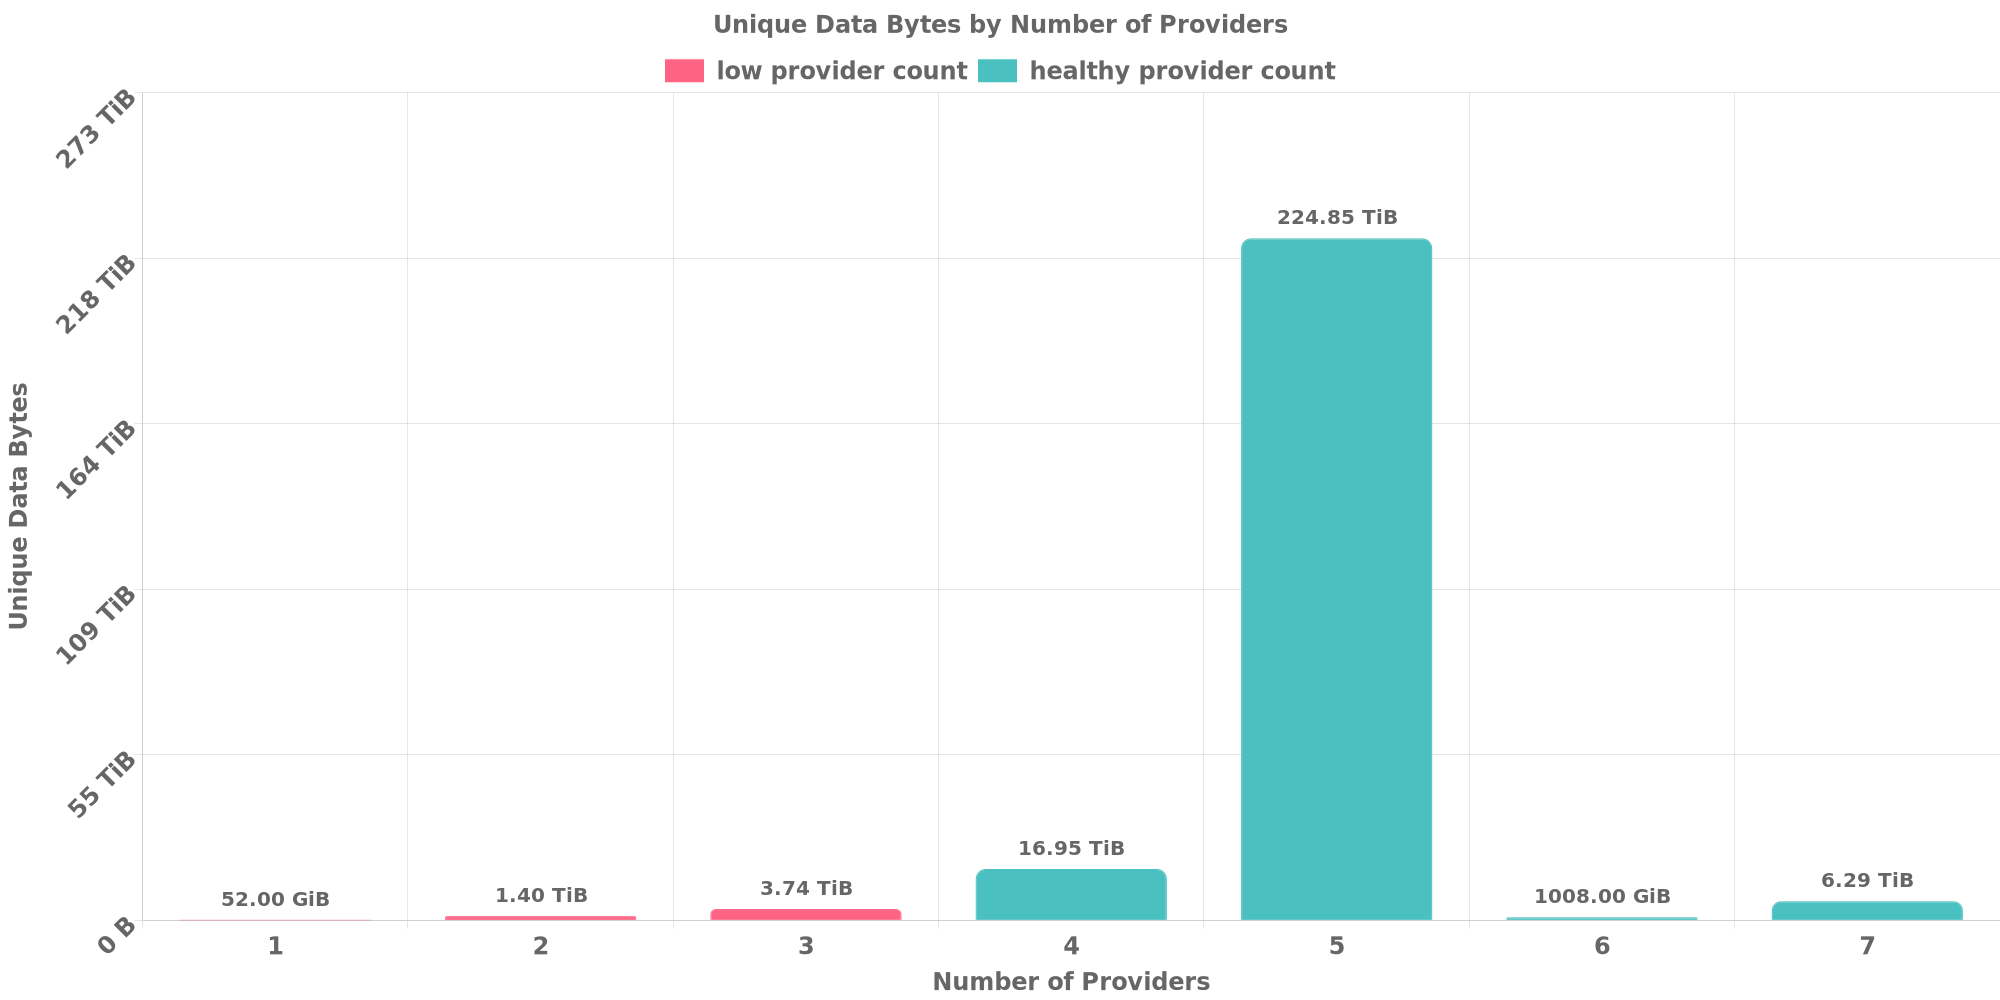 Unique Data Bytes by Number of Providers
low provider count healthy provider count
273 TiB
218 TiB
164 TiB
109 TiB
55 TiB
0 B
Unique Data Bytes
52.00 GiB
1.40 TiB
3.74 TiB
16.95 TiB
224.85 TiB
1008.00 GiB
6.29 TiB
1 2 3 4 5 6 7
Number of Providers